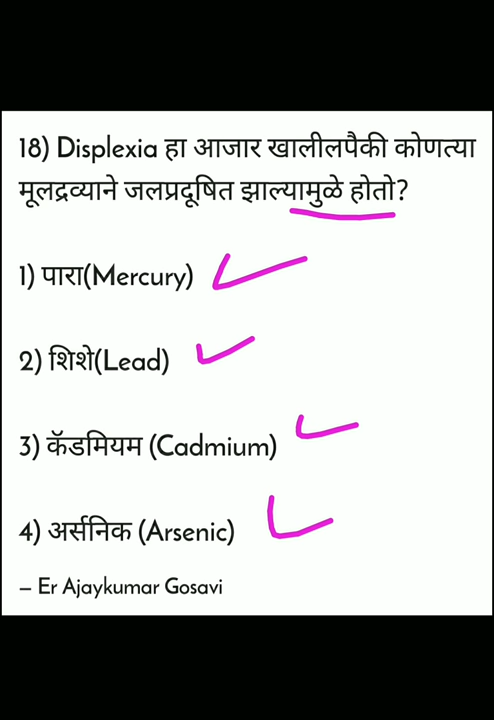 18) Displexia हा आजार खालीलपैकी कोणत्या
मूलद्रव्याने जलप्रदूषित झाल्यामुळे होतो?
1) पारा(Mercury)
2) शिशे(Lead)
3) कॅडमियम (Cadmium)
4) अर्सनिक (Arsenic)
– Er Ajaykumar Gosavi